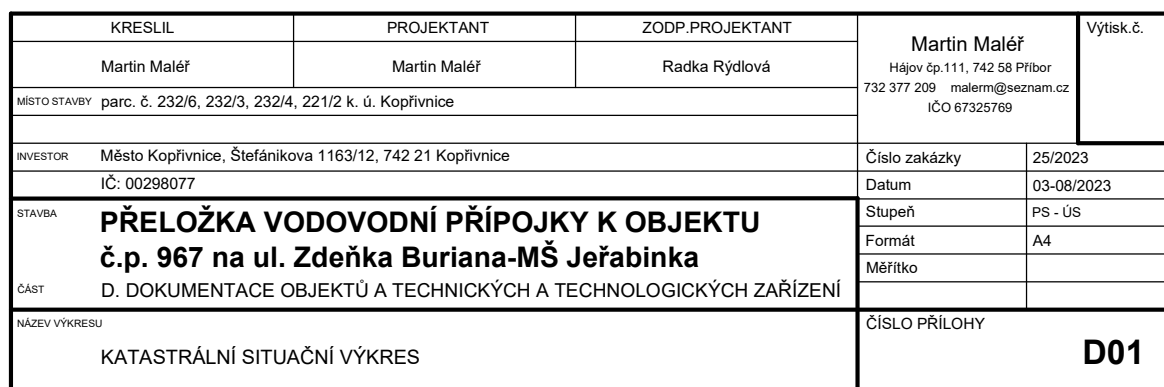 KRESLIL PROJEKTANT ZODP.PROJEKTANT
Martin Maléř Martin Maléř Radka Rýdlová
Martin Maléř
Hájov čp.111, 742 58 Příbor
732 377 209 malerm@seznam.cz
IČO 67325769
Výtisk.č.
MÍSTO STAVBY parc. č. 232/6, 232/3, 232/4, 221/2 k. ú. Kopřivnice
INVESTOR Město Kopřivnice, Štefánikova 1163/12, 742 21 Kopřivnice
IČ: 00298077
Číslo zakázky 25/2023
Datum 03-08/2023
Stupeň PS - ÚS
Formát A4
Měřítko
STAVBA PŘELOŽKA VODOVODNÍ PŘÍPOJKY K OBJEKTU
č.p. 967 na ul. Zdeňka Buriana-MŠ Jeřabinka
ČÁST D. DOKUMENTACE OBJEKTŮ A TECHNICKÝCH A TECHNOLOGICKÝCH ZAŘÍZENÍ
NÁZEV VÝKRESU
KATASTRÁLNÍ SITUAČNÍ VÝKRES
ČÍSLO PŘÍLOHY
D01